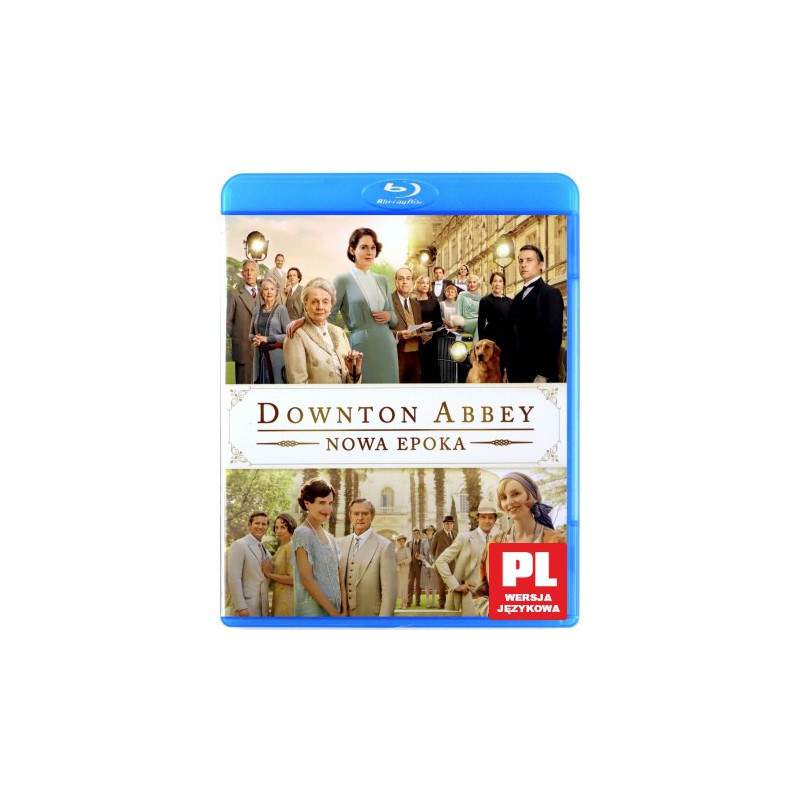 Blu-ray Disc
DOWNTON ABBEY
NOWA EPOKA
PL
WERSJA
JĘZYKOWA